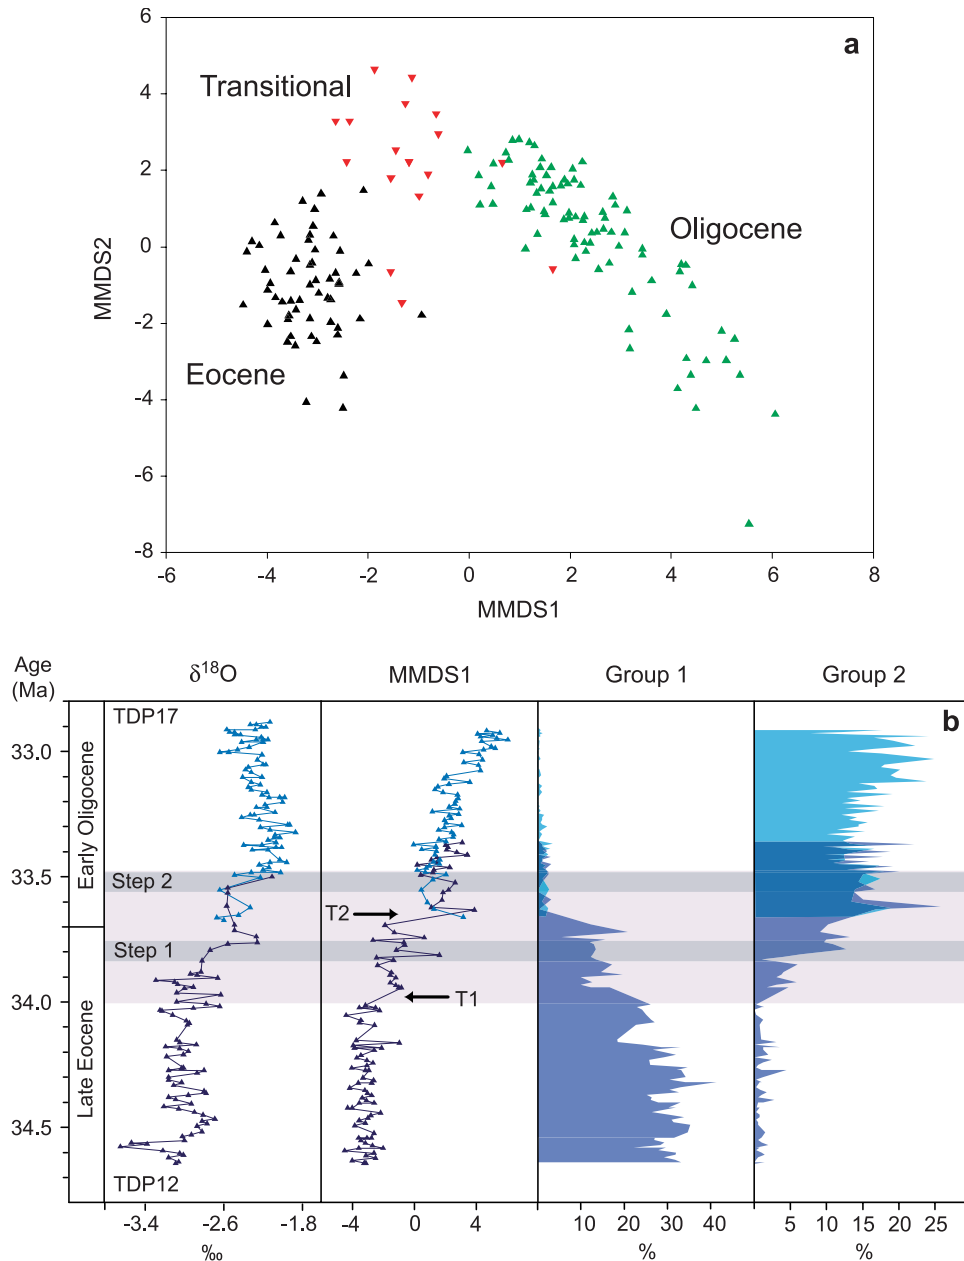 a
6
4
2
0
-2
-4
-6
-8
MMDS2
Transitional
Oligocene
Eocene
-6 -4 -2 0 2 4 6 8
MMDS1
Age (Ma)
δ18O MMDS1 Group 1 Group 2
b
TDP17
33.0
33.5
34.0
34.5
Early Oligocene
Late Eocene
Step 2
T2
Step 1
T1
TDP12
-3.4 -2.6 -1.8 -4 0 4 10 20 30 40 5 10 15 20 25
‰ % %